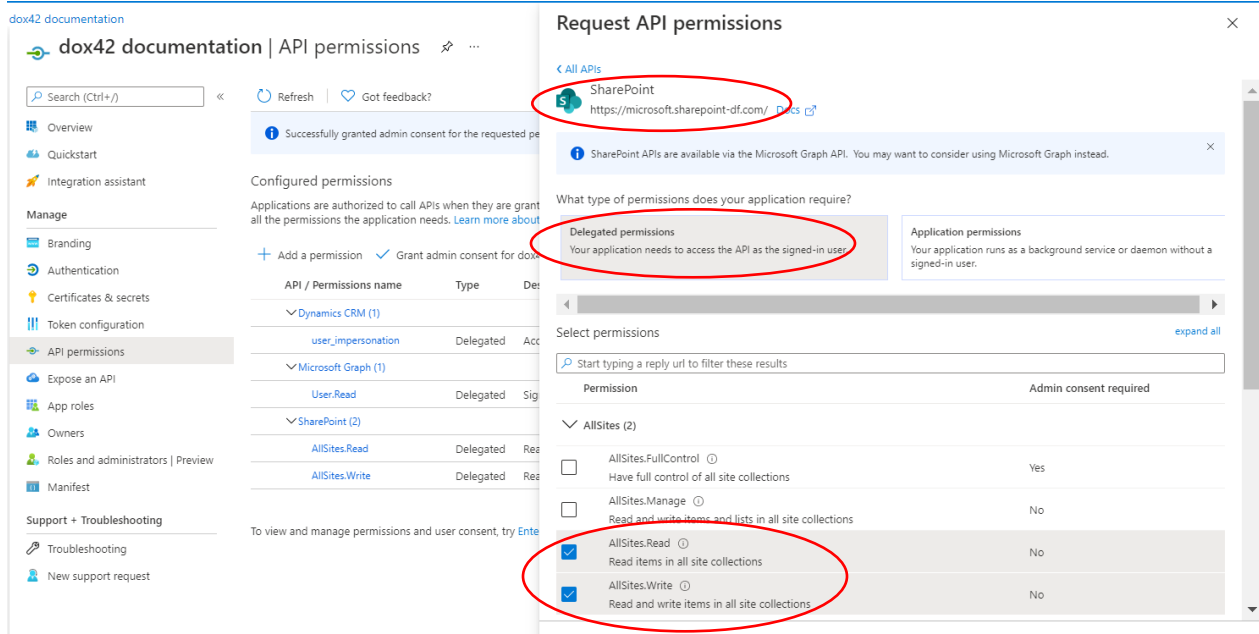 dox42 documentation
dox42 documentation | API permissions
Search (Ctrl+/)
Overview
Quickstart
Integration assistant
Manage
Branding
Authentication
Certificates & secrets
Token configuration
API permissions
Expose an API
App roles
Owners
Roles and administrators | Preview
Manifest
Support + Troubleshooting
Troubleshooting
New support request
Refresh
Got feedback?
Successfully granted admin consent for the requested pe
Configured permissions
Applications are authorized to call APIs when they are grant
all the permissions the application needs. Learn more about
Add a permission
Grant admin consent for dox4
API / Permissions name Type Des
Dynamics CRM (1)
user_impersonation Delegated Acc
Microsoft Graph (1)
User.Read Delegated Sig
SharePoint (2)
AllSites.Read Delegated Rea
AllSites.Write Delegated Rea
To view and manage permissions and user consent, try Ente
Request API permissions
All APIs
SharePoint
https://microsoft.sharepoint-df.com/ Docs
SharePoint APIs are available via the Microsoft Graph API. You may want to consider using Microsoft Graph instead.
What type of permissions does your application require?
Delegated permissions
Your application needs to access the API as the signed-in user.
Application permissions
Your application runs as a background service or daemon without a
signed-in user.
Select permissions
expand all
Start typing a reply url to filter these results
Permission Admin consent required
AllSites (2)
AllSites.FullControl
Have full control of all site collections
Yes
AllSites.Manage
Read and write items and lists in all site collections
No
AllSites.Read
Read items in all site collections
No
AllSites.Write
Read and write items in all site collections
No